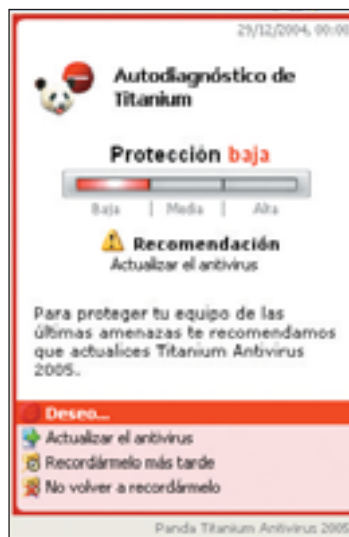 29/12/2004, 00:00
Autodiagnóstico de
Titanium
Protección baja
Baja | Media | Alta
Recomendación
Actualizar el antivirus
Para proteger tu equipo de las
últimas amenazas te recomendamos
que actualices Titanium Antivirus
2005.
Deseo...
Actualizar el antivirus
Recordármelo más tarde
No volver a recordármelo
Panda Titanium Antivirus 2005